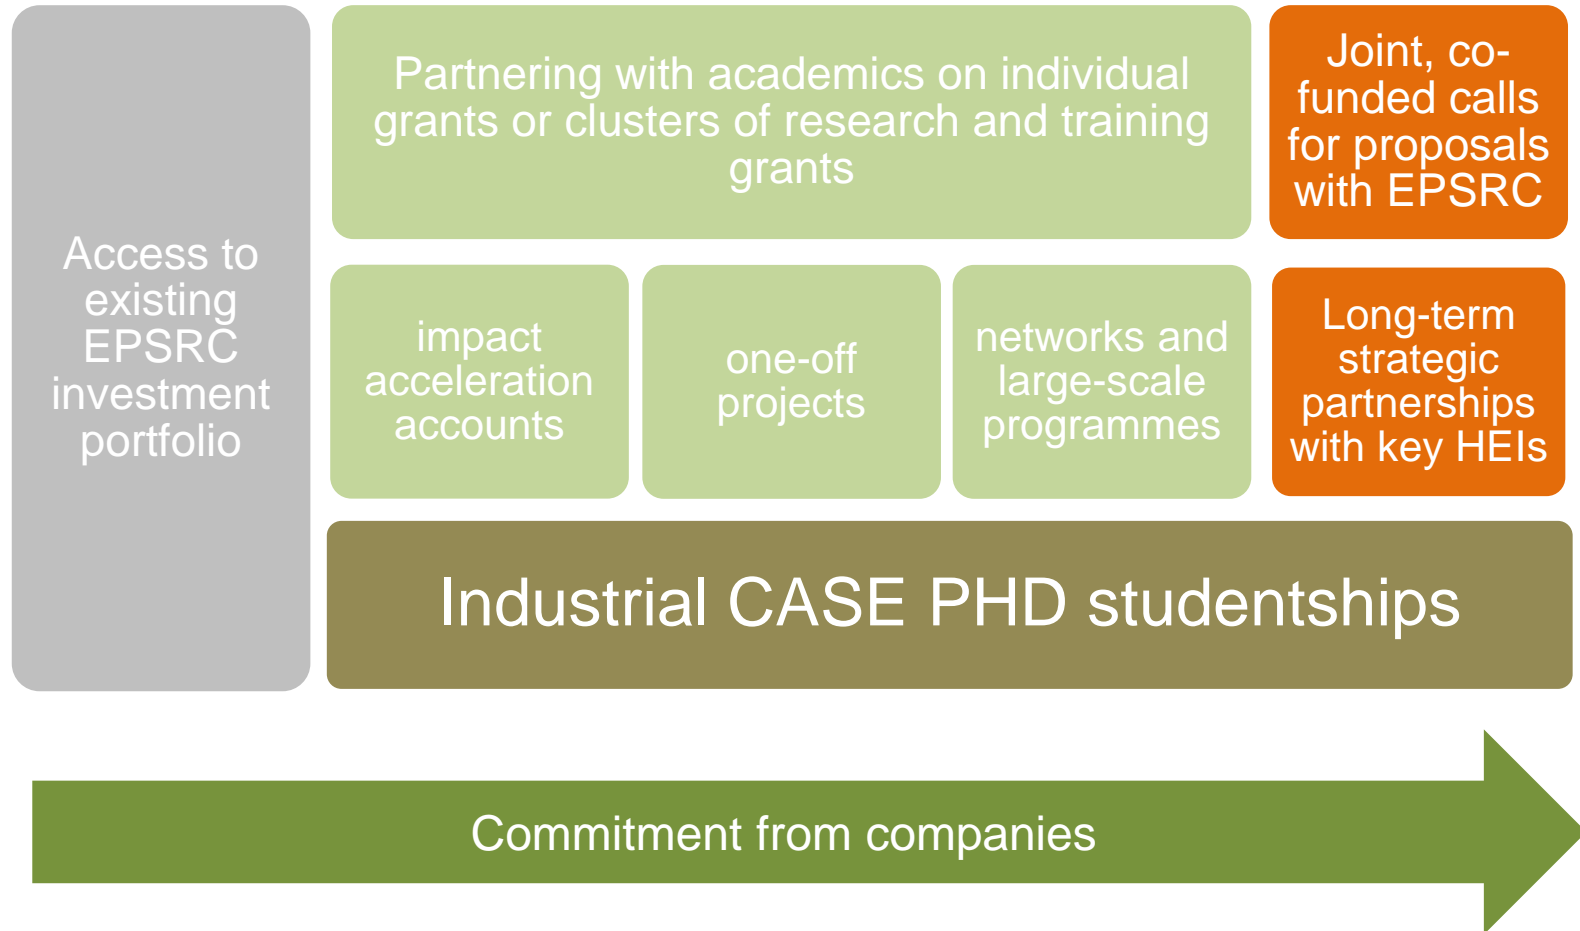 Access to
existing
EPSRC
investment
portfolio
Partnering with academics on individual
grants or clusters of research and training
grants
Joint, co-
funded calls
for proposals
with EPSRC
impact
acceleration
accounts
one-off
projects
networks and
large-scale
programmes
Long-term
strategic
partnerships
with key HEIs
Industrial CASE PHD studentships
Commitment from companies